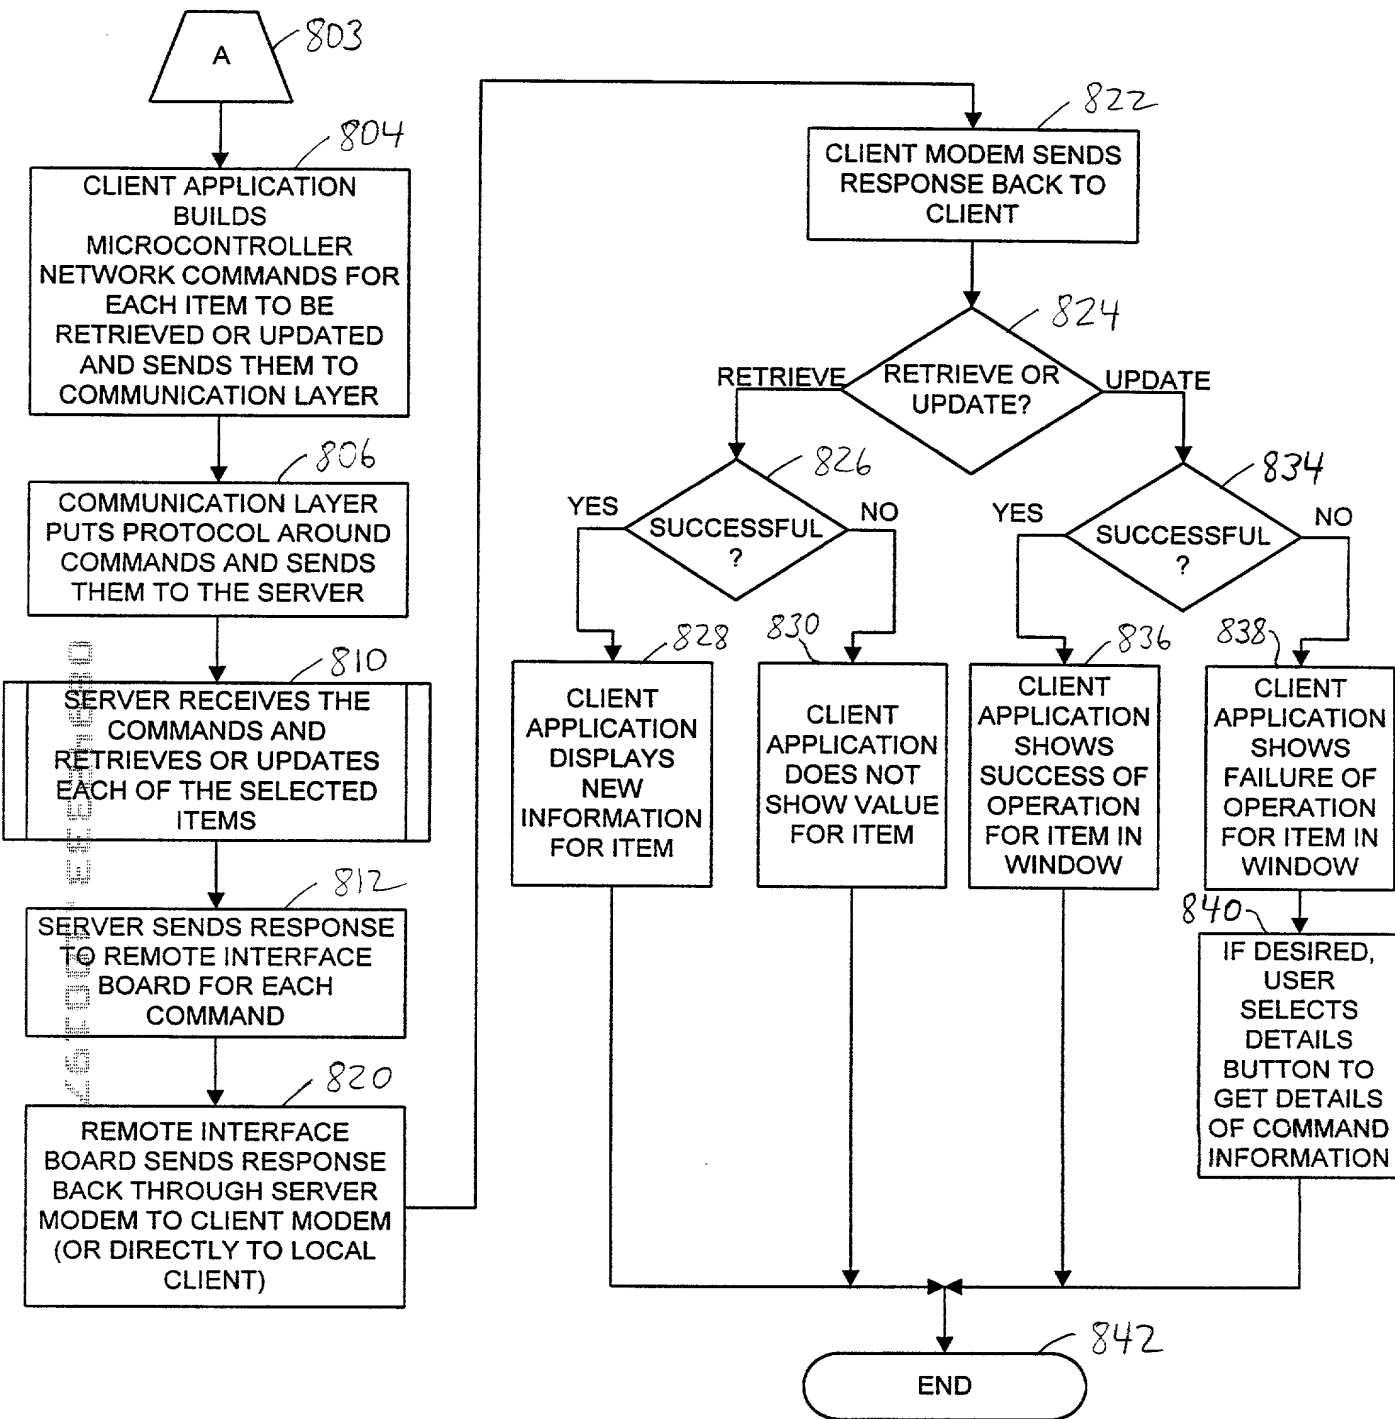 A
803
804
CLIENT APPLICATION
BUILDS
MICROCONTROLLER
NETWORK COMMANDS FOR
EACH ITEM TO BE
RETRIEVED OR UPDATED
AND SENDS THEM TO
COMMUNICATION LAYER
806
COMMUNICATION LAYER
PUTS PROTOCOL AROUND
COMMANDS AND SENDS
THEM TO THE SERVER
810
SERVER RECEIVES THE
COMMANDS AND
RETRIEVES OR UPDATES
EACH OF THE SELECTED
ITEMS
812
SERVER SENDS RESPONSE
TO REMOTE INTERFACE
BOARD FOR EACH
COMMAND
820
REMOTE INTERFACE
BOARD SENDS RESPONSE
BACK THROUGH SERVER
MODEM TO CLIENT MODEM
(OR DIRECTLY TO LOCAL
CLIENT)
822
CLIENT MODEM SENDS
RESPONSE BACK TO
CLIENT
824
RETRIEVE
RETRIEVE OR
UPDATE?
UPDATE
826
YES
SUCCESSFUL
?
NO
834
YES
SUCCESSFUL
?
NO
828
CLIENT
APPLICATION
DISPLAYS
NEW
INFORMATION
FOR ITEM
830
CLIENT
APPLICATION
DOES NOT
SHOW VALUE
FOR ITEM
836
CLIENT
APPLICATION
SHOWS
SUCCESS OF
OPERATION
FOR ITEM IN
WINDOW
838
CLIENT
APPLICATION
SHOWS
FAILURE OF
OPERATION
FOR ITEM IN
WINDOW
840
IF DESIRED,
USER
SELECTS
DETAILS
BUTTON TO
GET DETAILS
OF COMMAND
INFORMATION
842
END